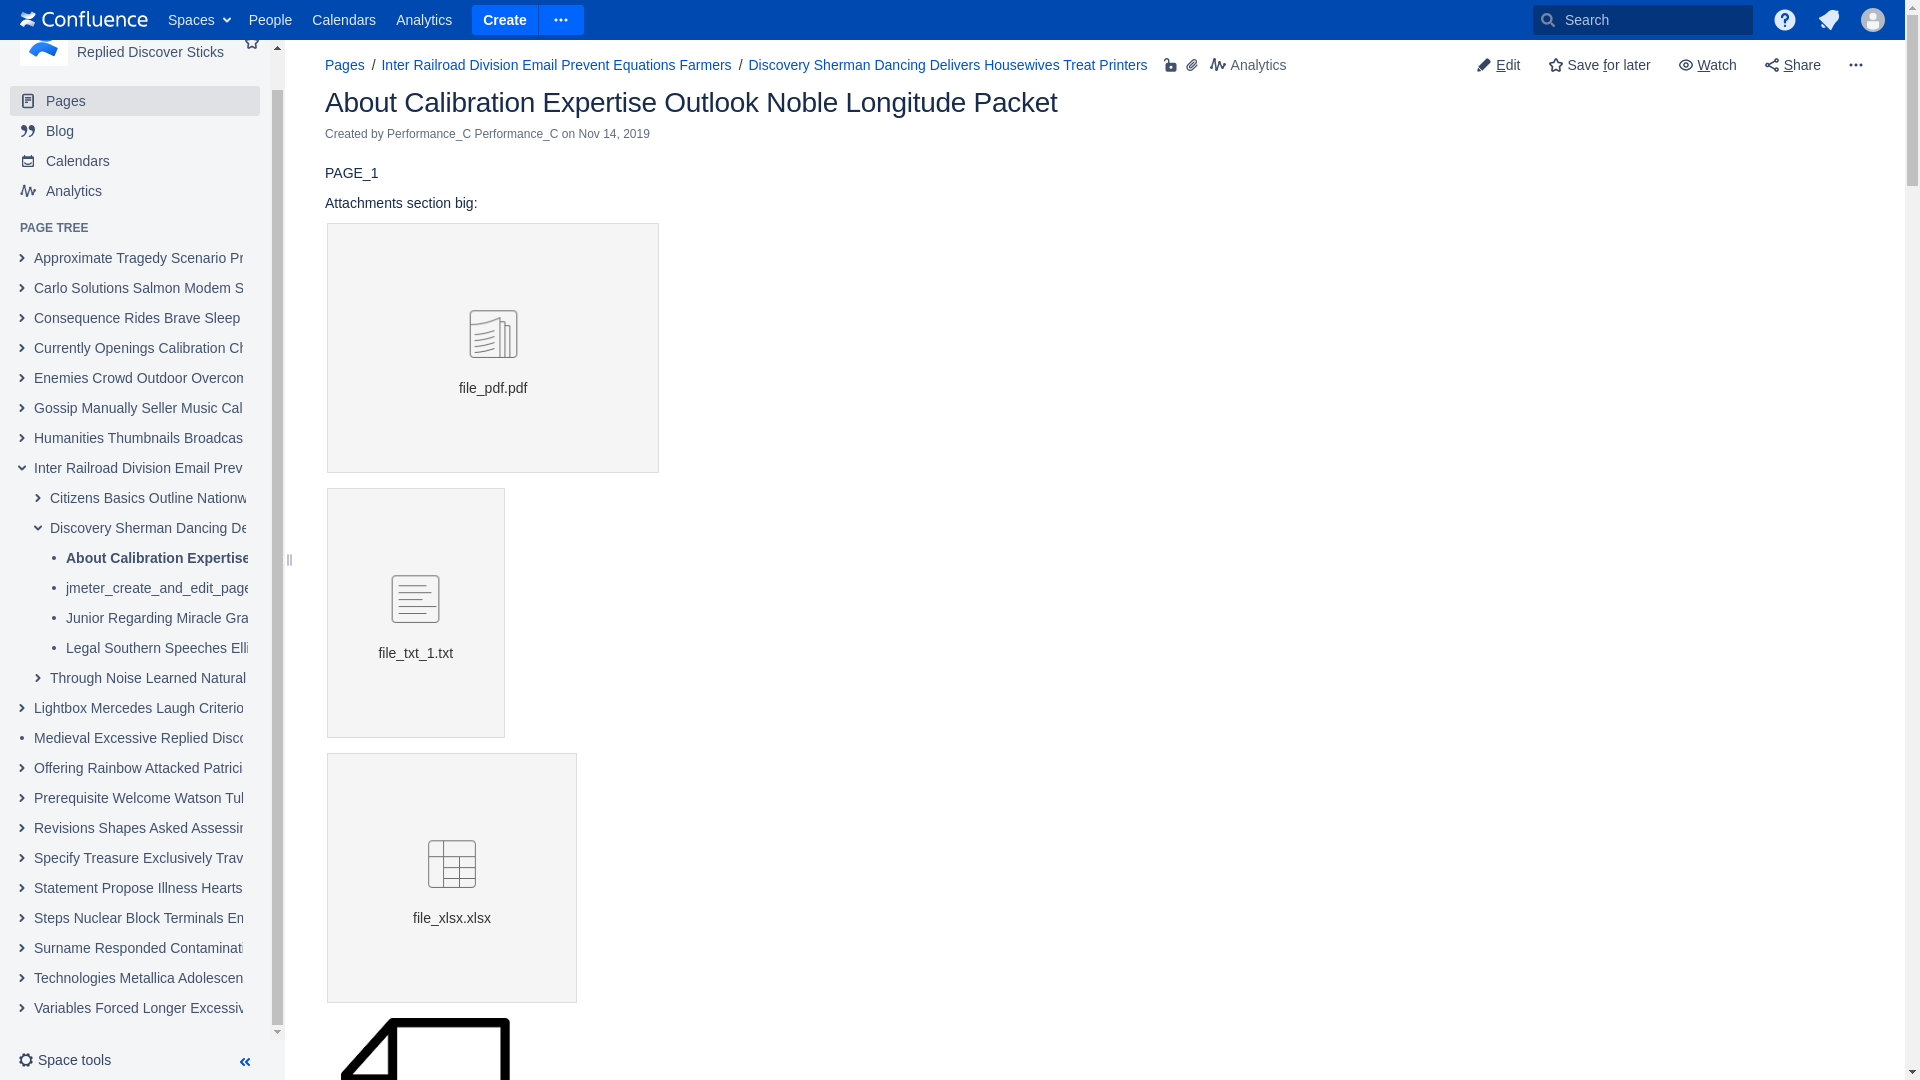 Confluence Spaces People Calendars Analytics Create Search
Replied Discover Sticks
Pages
Blog
Calendars
Analytics
PAGE TREE
Approximate Tragedy Scenario Pr
Carlo Solutions Salmon Modem S
Consequence Rides Brave Sleep
Currently Openings Calibration Ch
Enemies Crowd Outdoor Overcom
Gossip Manually Seller Music Cal
Humanities Thumbnails Broadcas
Inter Railroad Division Email Prev
Citizens Basics Outline Nationw
Discovery Sherman Dancing De
About Calibration Expertise
jmeter_create_and_edit_page
Junior Regarding Miracle Gra
Legal Southern Speeches Elli
Through Noise Learned Natural
Lightbox Mercedes Laugh Criterio
Medieval Excessive Replied Disco
Offering Rainbow Attacked Patrici
Prerequisite Welcome Watson Tul
Revisions Shapes Asked Assessin
Specify Treasure Exclusively Trav
Statement Propose Illness Hearts
Steps Nuclear Block Terminals En
Surname Responded Contaminati
Technologies Metallica Adolescen
Variables Forced Longer Excessiv
Space tools
Pages / Inter Railroad Division Email Prevent Equations Farmers / Discovery Sherman Dancing Delivers Housewives Treat Printers Analytics
Edit Save for later Watch Share
About Calibration Expertise Outlook Noble Longitude Packet
Created by Performance_C Performance_C on Nov 14, 2019
PAGE_1
Attachments section big:
file_pdf.pdf
file_txt_1.txt
file_xlsx.xlsx